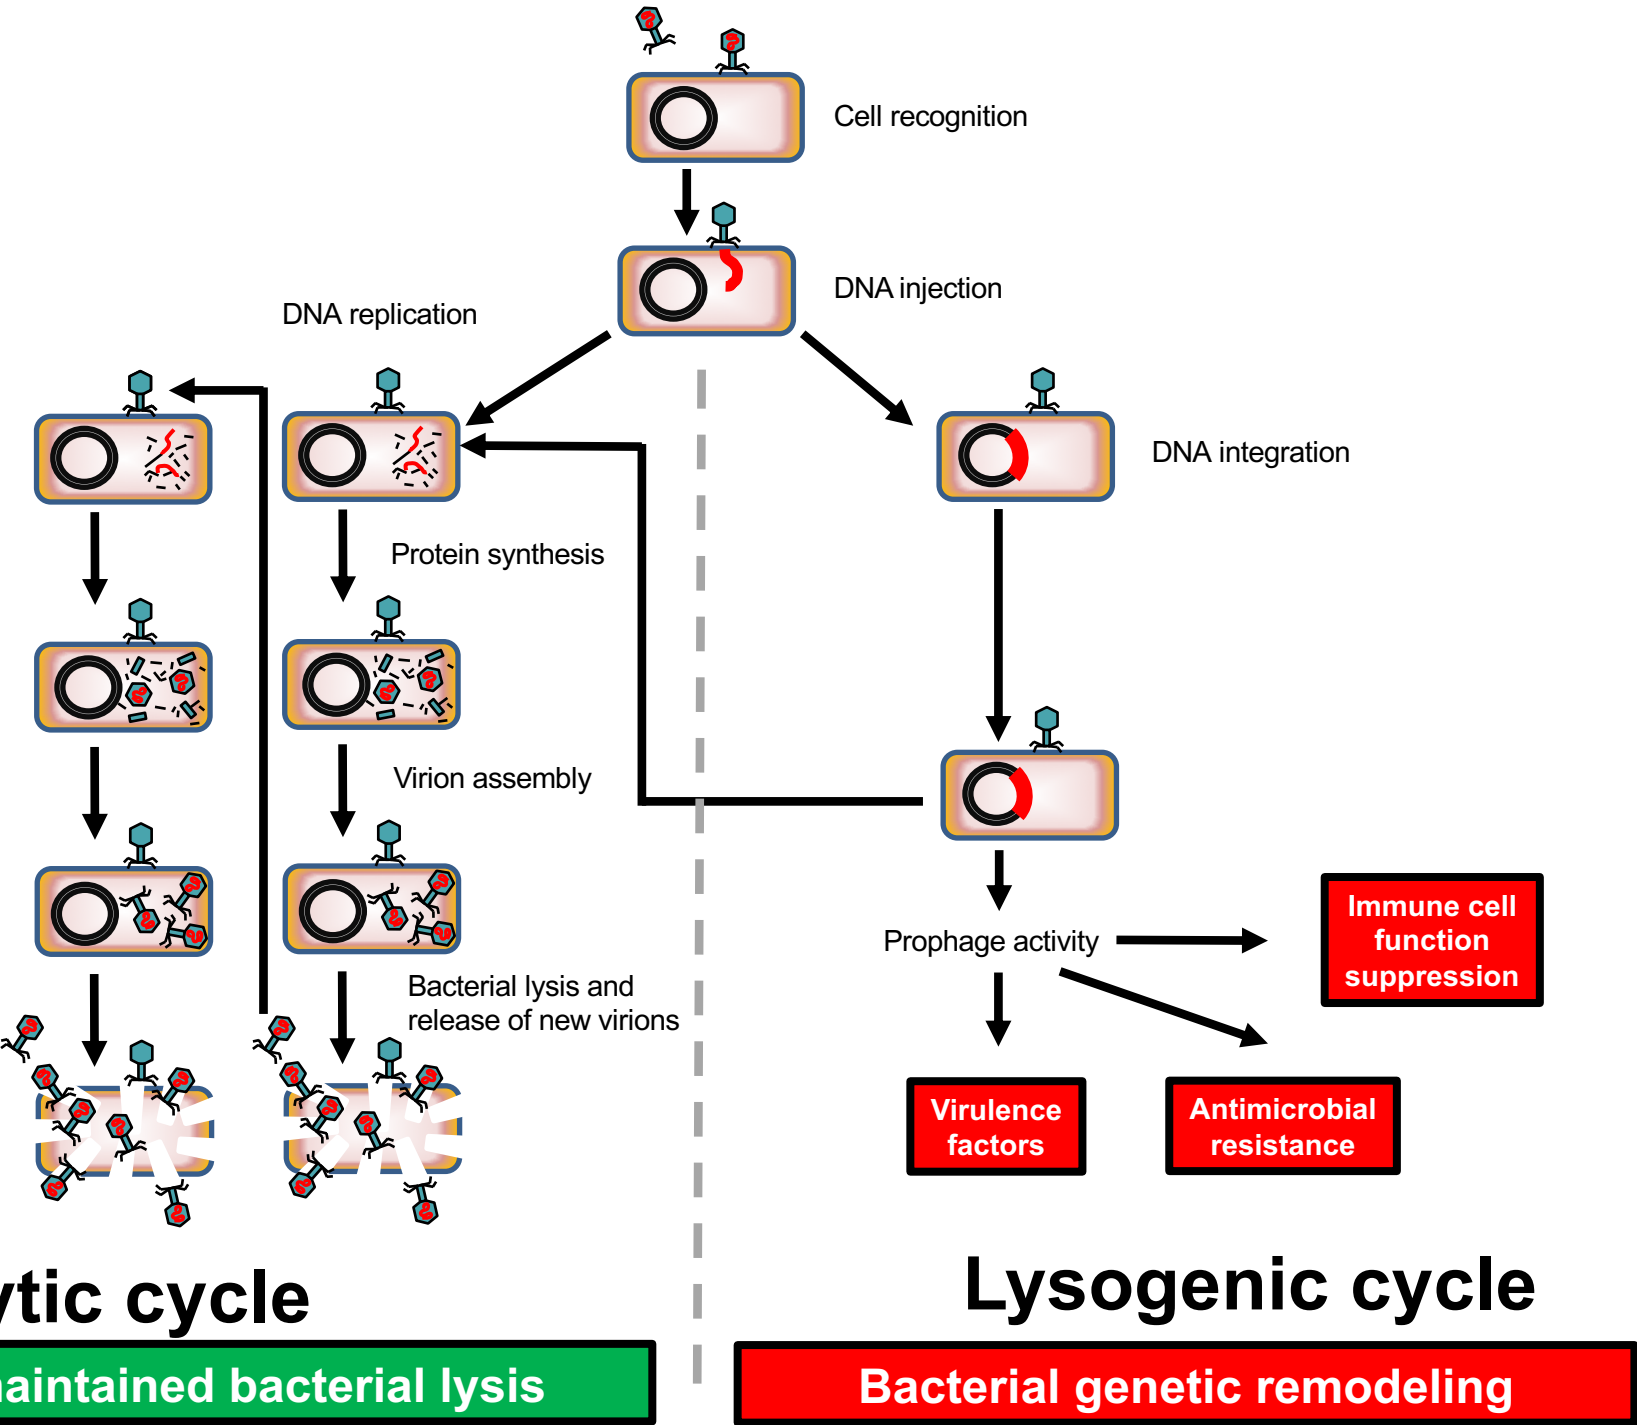 Cell recognition
DNA injection
DNA replication
DNA integration
Protein synthesis
Virion assembly
Bacterial lysis and
release of new virions
Prophage activity
Immune cell
function
suppression
Virulence
factors
Antimicrobial
resistance
ytic cycle
Lysogenic cycle
aintained bacterial lysis
Bacterial genetic remodeling